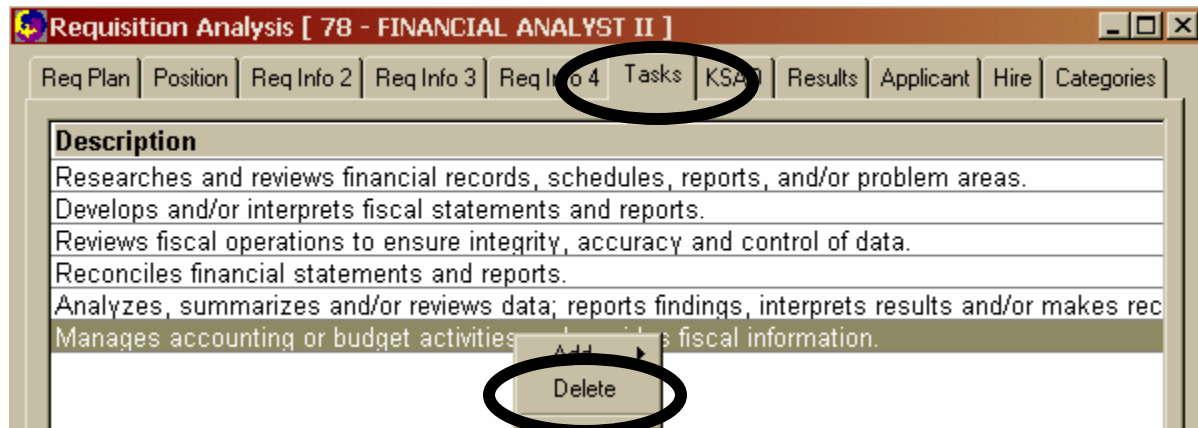 Requisition Analysis [ 78 - FINANCIAL ANALYST II ]
Req Plan Position Req Info 2 Req Info 3 Req Info 4 Tasks Results Applicant Hire Categories
Description
Researches and reviews financial records, schedules, reports, and/or problem areas.
Develops and/or interprets fiscal statements and reports.
Reviews fiscal operations to ensure integrity, accuracy and control of data.
Reconciles financial statements and reports.
Analyzes, summarizes and/or reviews data; reports findings, interprets results and/or makes rec
Manages accounting or budget activities fiscal information.
Add
Delete